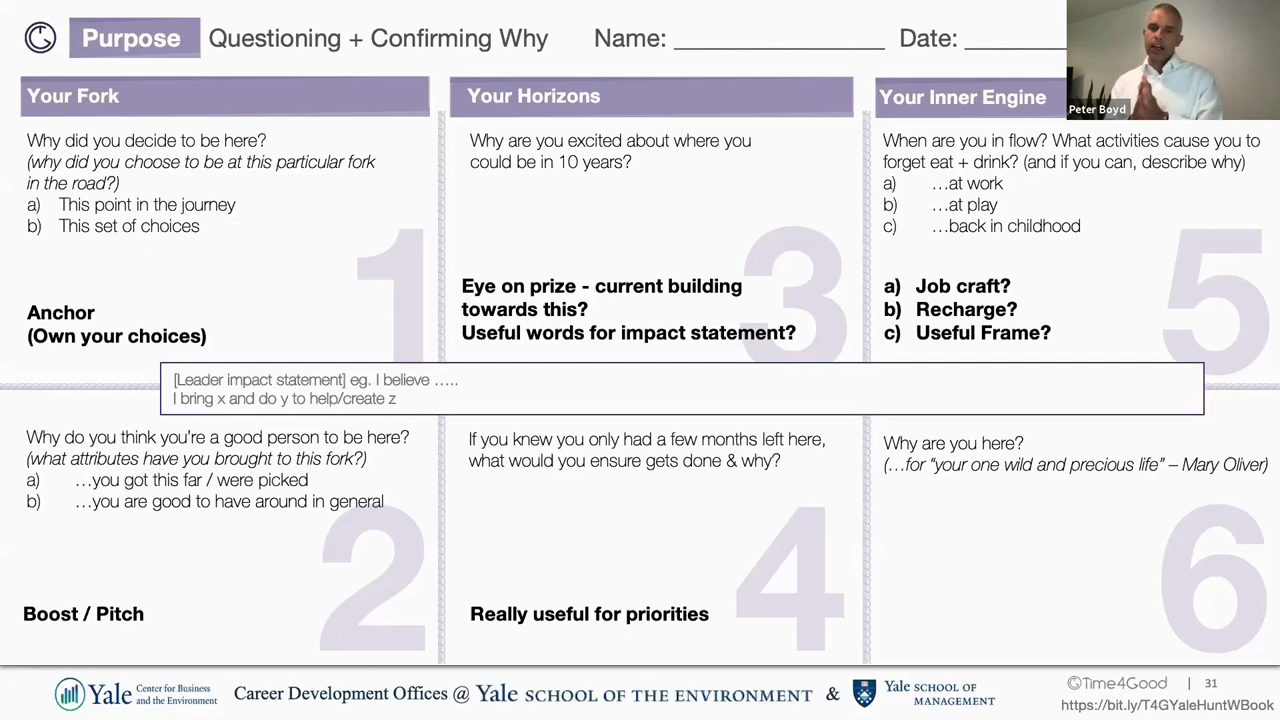 Purpose Questioning + Confirming Why Name: Date:
Peter Boyd
Your Fork
Why did you decide to be here?
(why did you choose to be at this particular fork
in the road?)
a) This point in the journey
b) This set of choices
1
Anchor
(Own your choices)
Your Horizons
Why are you excited about where you
could be in 10 years?
3
Eye on prize - current building
towards this?
Useful words for impact statement?
Your Inner Engine
When are you in flow? What activities cause you to
forget eat + drink? (and if you can, describe why)
a) …at work
b) …at play
c) …back in childhood
5
a) Job craft?
b) Recharge?
c) Useful Frame?
[Leader impact statement] eg. I believe …..
I bring x and do y to help/create z
Why do you think you're a good person to be here?
(what attributes have you brought to this fork?)
a) …you got this far / were picked
b) …you are good to have around in general
2
Boost / Pitch
If you knew you only had a few months left here,
what would you ensure gets done & why?
4
Really useful for priorities
Why are you here?
(…for “your one wild and precious life” – Mary Oliver)
6
Yale Center for Business
and the Environment
Career Development Offices @ Yale SCHOOL OF THE ENVIRONMENT &
Yale SCHOOL OF
MANAGEMENT
©Time4Good | 31
https://bit.ly/T4GYaleHuntWBook